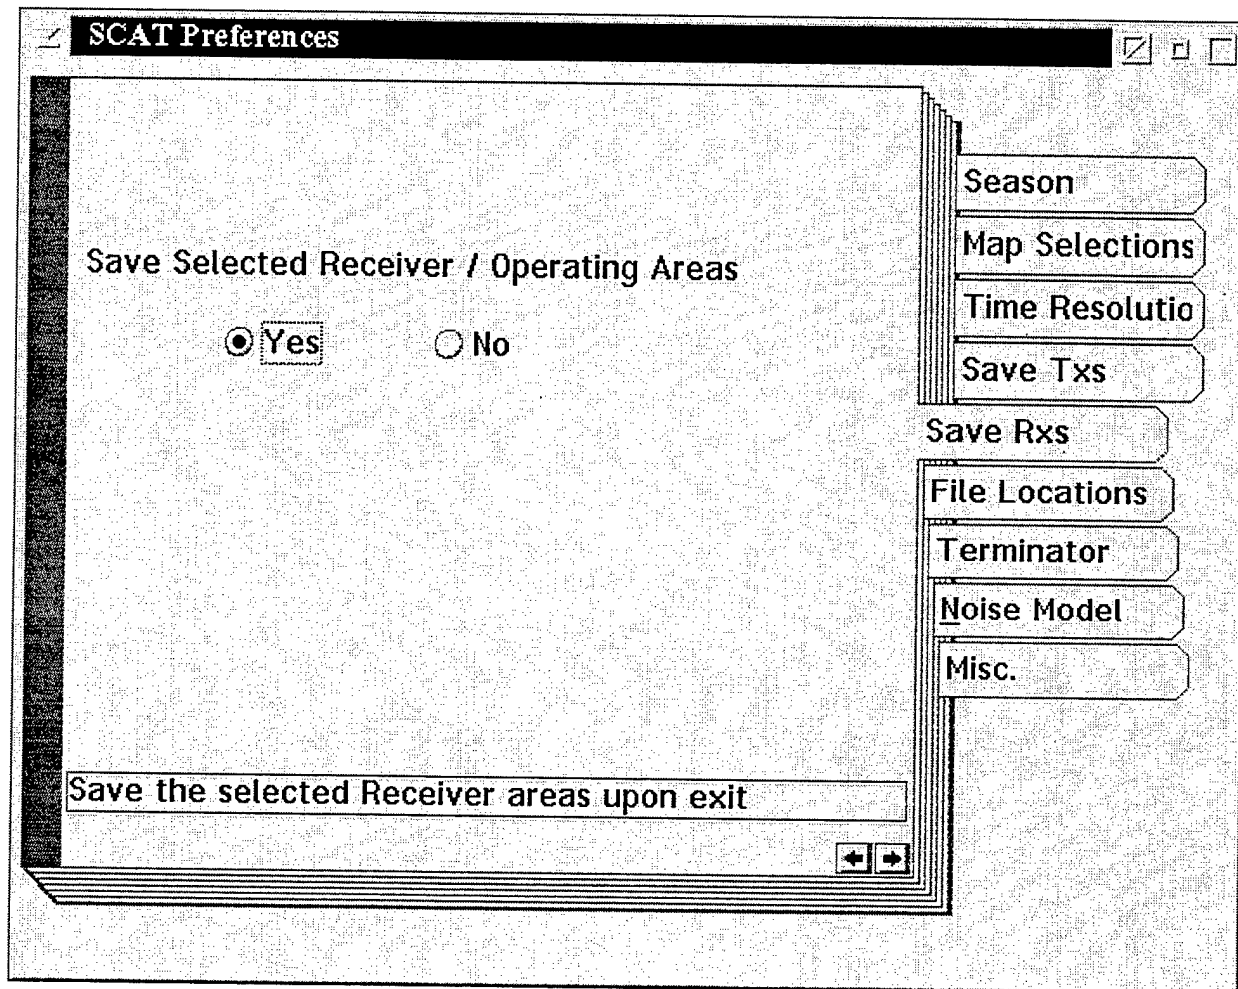 SCAT Preferences
Save Selected Receiver / Operating Areas
Yes
No
Save the selected Receiver areas upon exit
Season
Map Selections
Time Resolutio
Save Txs
Save Rxs
File Locations
Terminator
Noise Model
Misc.